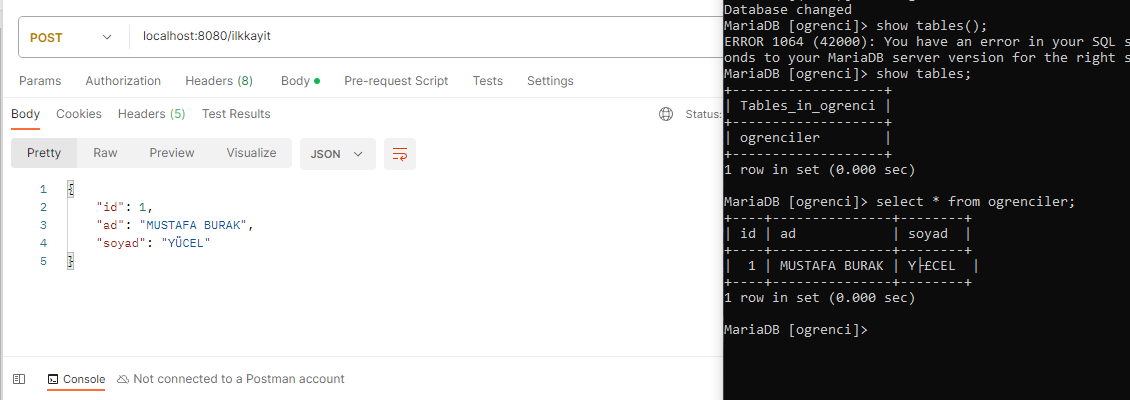 POST
localhost:8080/ilkkayit
Params Authorization Headers (8) Body Pre-request Script Tests Settings
Body Cookies Headers (5) Test Results Status:
Pretty Raw Preview Visualize JSON
1 {
2 "id": 1,
3 "ad": "MUSTAFA BURAK",
4 "soyad": "YÜCEL"
5 }
Console Not connected to a Postman account
Database changed
MariaDB [ogrenci]> show tables();
ERROR 1064 (42000): You have an error in your SQL s
onds to your MariaDB server version for the right s
MariaDB [ogrenci]> show tables;
+-------------------+
| Tables_in_ogrenci |
+-------------------+
| ogrenciler        |
+-------------------+
1 row in set (0.000 sec)
MariaDB [ogrenci]> select * from ogrenciler;
+----+---------------+--------+
| id | ad            | soyad  |
+----+---------------+--------+
|  1 | MUSTAFA BURAK | Y├£CEL  |
+----+---------------+--------+
1 row in set (0.000 sec)
MariaDB [ogrenci]>